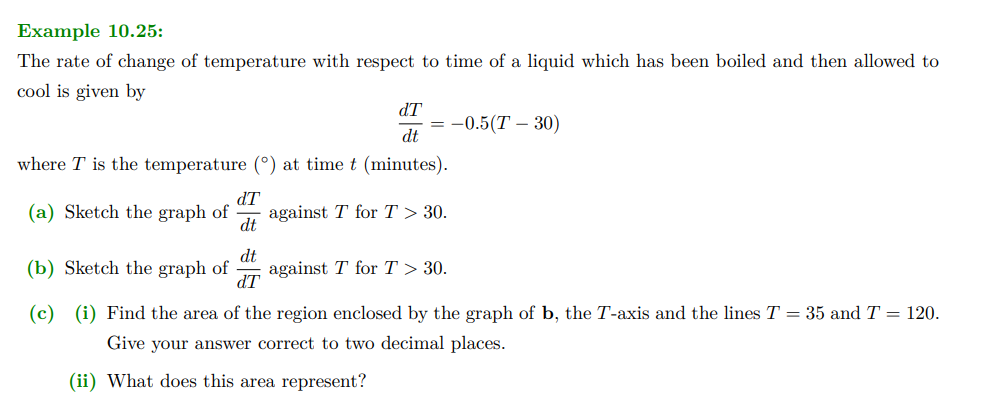 Example 10.25:
The rate of change of temperature with respect to time of a liquid which has been boiled and then allowed to
cool is given by
dT/dt = −0.5(T − 30)
where T is the temperature (°) at time t (minutes).
(a) Sketch the graph of dT/dt against T for T > 30.
(b) Sketch the graph of dt/dT against T for T > 30.
(c) (i) Find the area of the region enclosed by the graph of b, the T-axis and the lines T = 35 and T = 120.
Give your answer correct to two decimal places.
(ii) What does this area represent?